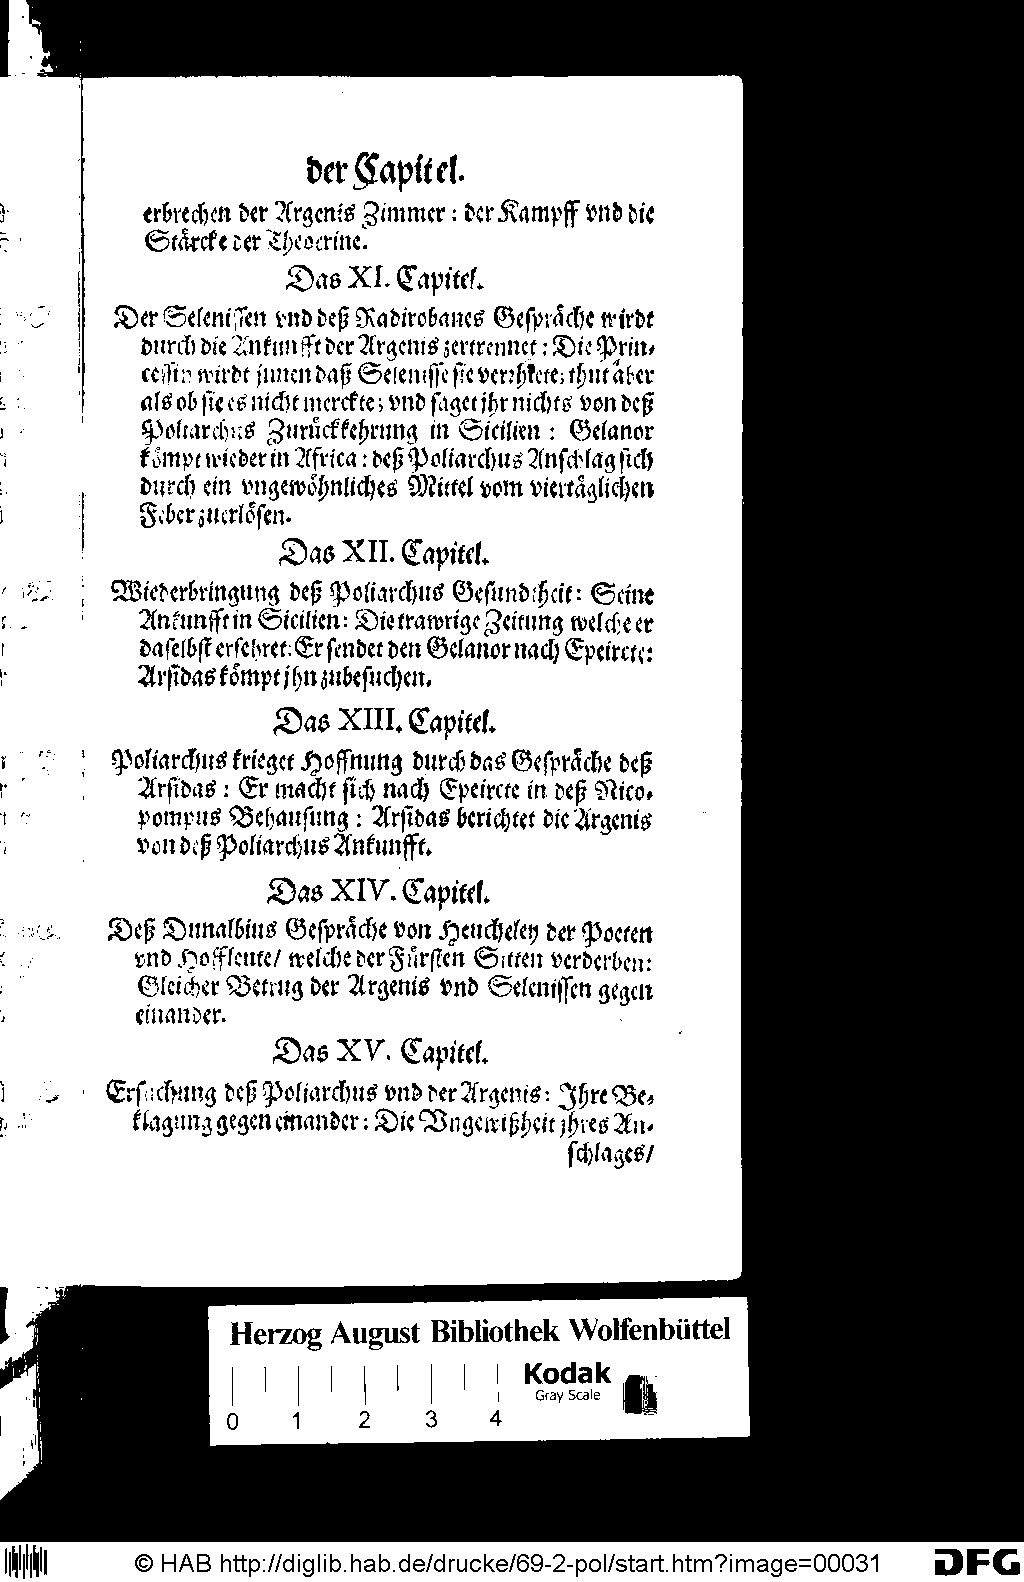 der Capitel.
erbrechen der Argenis Zimmer : der Kampff vnd die
Stärcke der Theocrine.
Das XI. Capitel.
Der Selenissen vnd deß Radirobanes Gespräche wirdt
durch die Ankunfft der Argenis zertrennet : Die Prin-
cessin wirdt jnnen daß Selenisse sie verrhäte; thut aber
als ob sie es nicht merckte; vnd saget jhr nichts von deß
Poliarchus Zurückkehrung in Sicilien : Gelanor
kömpt wieder in Africa : deß Poliarchus Anschlag sich
durch ein vngewöhnliches Mittel vom viertäglichen
Feber zuerlösen.
Das XII. Capitel.
Wiederbringung deß Poliarchus Gesundtheit: Seine
Ankunfft in Sicilien: Die trawrige Zeitung welche er
daselbst erfehret: Er sendet den Gelanor nach Epeircte:
Arsidas kömpt jhn zubesuchen.
Das XIII. Capitel.
Poliarchus krieget Hoffnung durch das Gespräche deß
Arsidas : Er macht sich nach Epeircte in deß Nico-
pompus Behausung : Arsidas berichtet die Argenis
von deß Poliarchus Ankunfft.
Das XIV. Capitel.
Deß Dunalbius Gespräche von Heucheley der Poeten
vnd Hoffleute/ welche der Fürsten Sitten verderben:
Gleicher Betrug der Argenis vnd Selenissen gegen
einander.
Das XV. Capitel.
Ersuchung deß Poliarchus vnd der Argenis: Jhre Be-
klagung gegen einander : Die Vngewißheit jhres An-
schlages/
Herzog August Bibliothek Wolfenbüttel
Kodak
Gray Scale
0 1 2 3 4
© HAB http://diglib.hab.de/drucke/69-2-pol/start.htm?image=00031
DFG